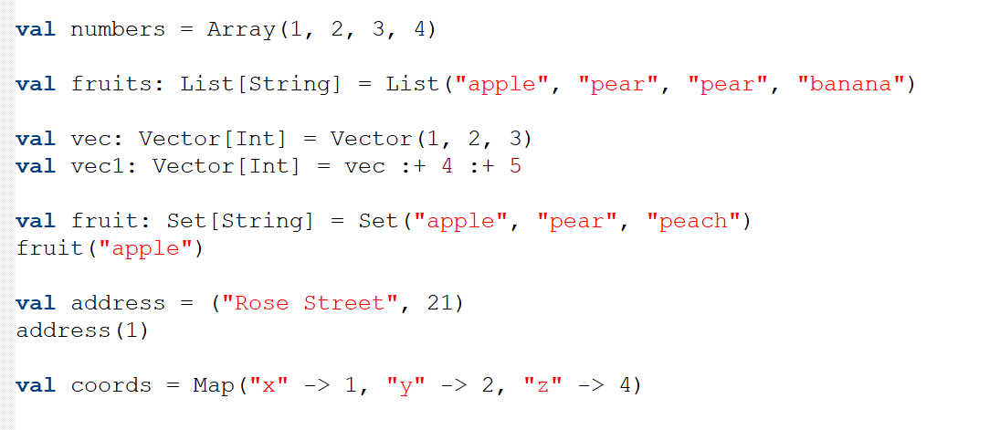 val numbers = Array(1, 2, 3, 4)
val fruits: List[String] = List("apple", "pear", "pear", "banana")
val vec: Vector[Int] = Vector(1, 2, 3)
val vec1: Vector[Int] = vec :+ 4 :+ 5
val fruit: Set[String] = Set("apple", "pear", "peach")
fruit("apple")
val address = ("Rose Street", 21)
address(1)
val coords = Map("x" -> 1, "y" -> 2, "z" -> 4)